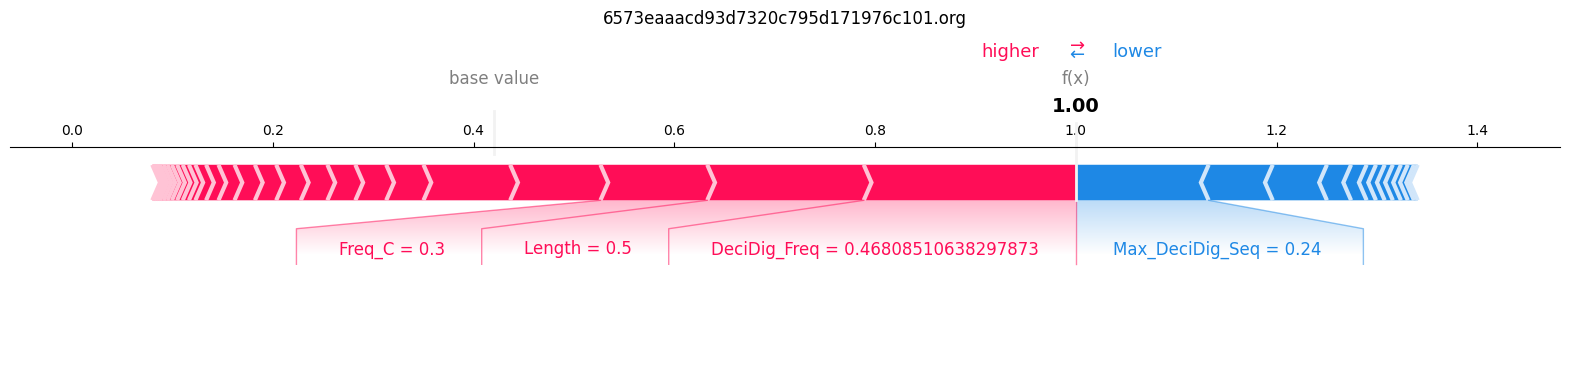 6573eaaacd93d7320c795d171976c101.org
higher ⇄ lower
base value f(x)
1.00
0.0 0.2 0.4 0.6 0.8 1.0 1.2 1.4
Freq_C = 0.3 Length = 0.5 DeciDig_Freq = 0.46808510638297873 Max_DeciDig_Seq = 0.24